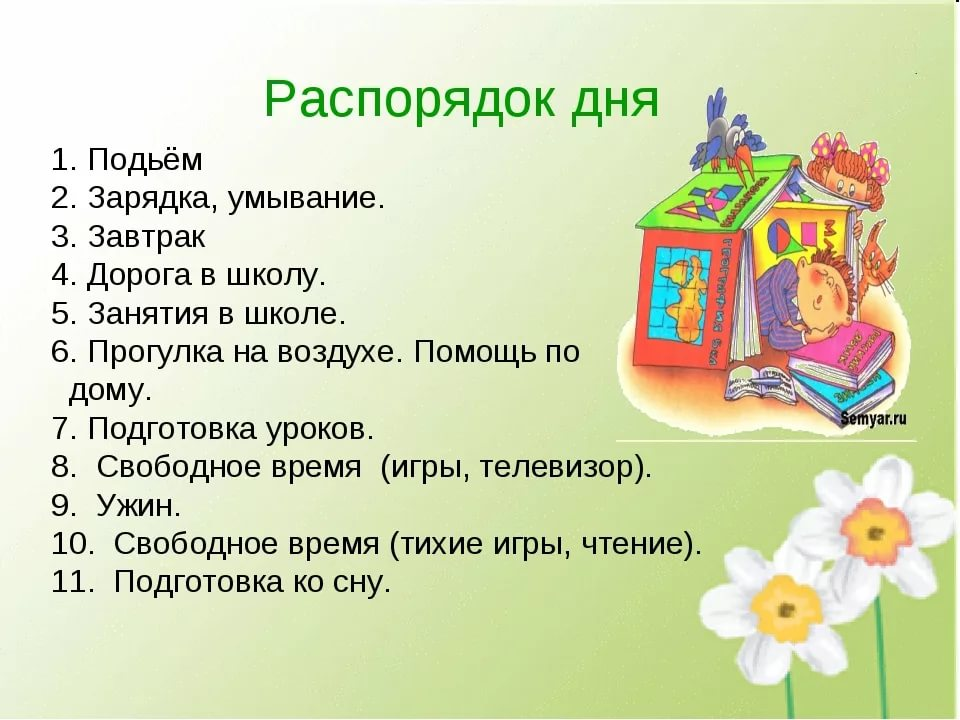 Распорядок дня
1. Подьём
2. Зарядка, умывание.
3. Завтрак
4. Дорога в школу.
5. Занятия в школе.
6. Прогулка на воздухе. Помощь по
дому.
7. Подготовка уроков.
8. Свободное время (игры, телевизор).
9. Ужин.
10. Свободное время (тихие игры, чтение).
11. Подготовка ко сну.
Semyar.ru